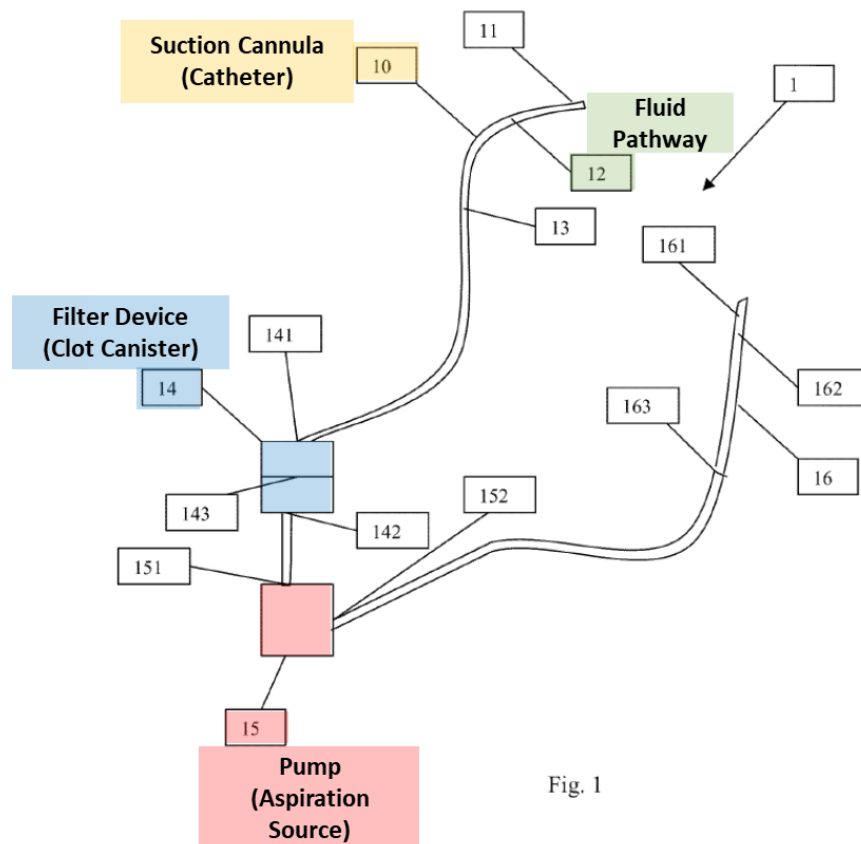 Suction Cannula
(Catheter)
10
11
1
Fluid
Pathway
12
13
161
Filter Device
(Clot Canister)
141
14
162
163
16
152
143
142
151
15
Pump
(Aspiration
Source)
Fig. 1